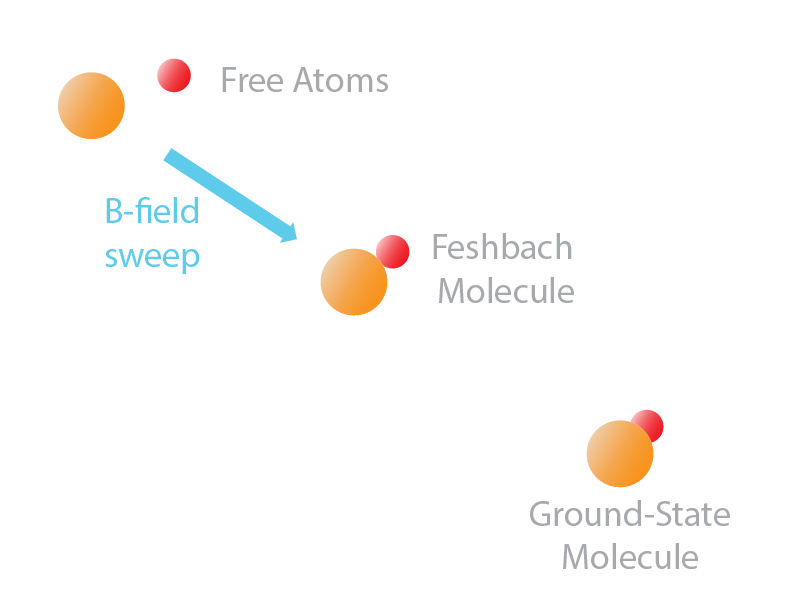 Free Atoms
B-field
sweep
Feshbach
Molecule
Ground-State
Molecule